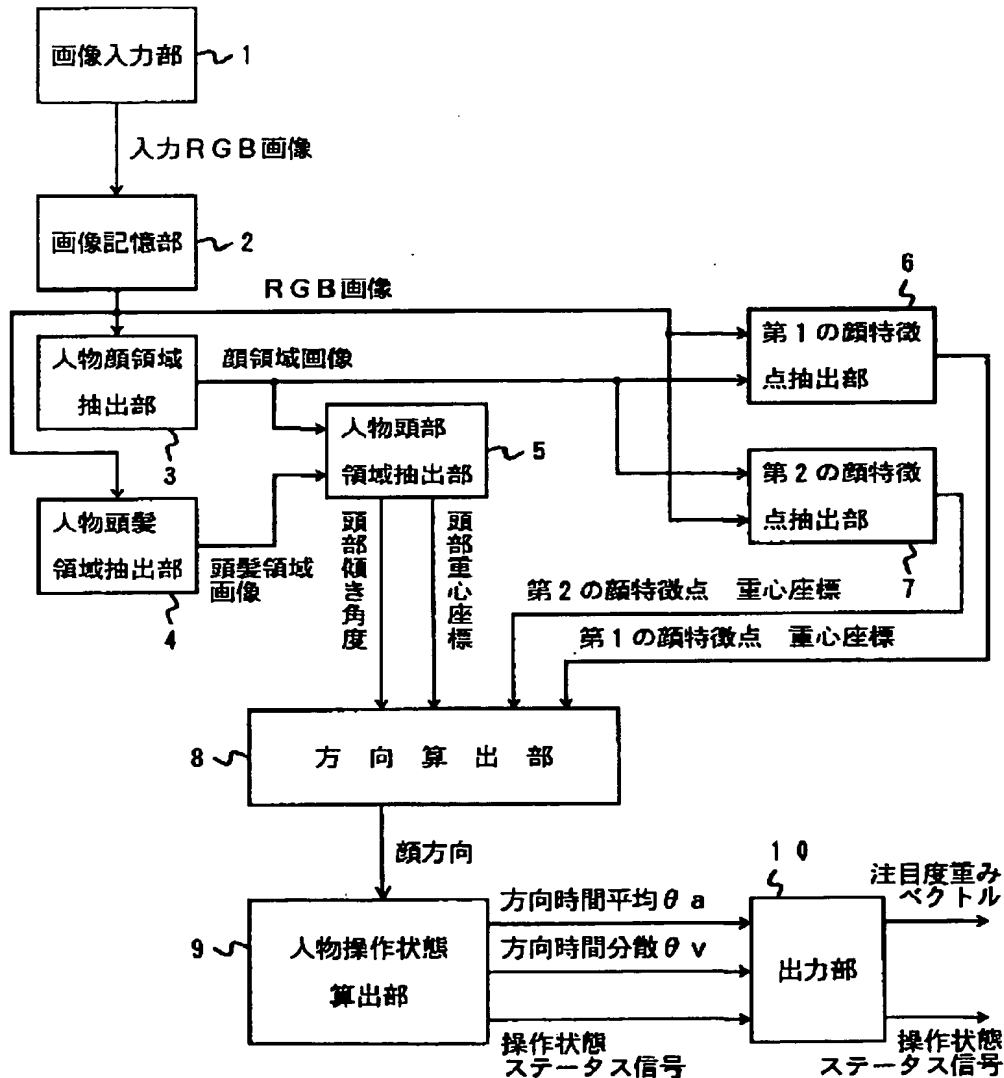 画像入力部
1
入力RGB画像
画像記憶部
2
RGB画像
6
第1の顔特徴
点抽出部
人物顔領域
抽出部
3
顔領域画像
人物頭部
領域抽出部
5
第2の顔特徴
点抽出部
7
人物頭髪
領域抽出部
4
頭髪領域
画像
頭部傾き角度
頭部重心座標
第2の顔特徴点 重心座標
第1の顔特徴点 重心座標
8
方向算出部
顔方向
9
人物操作状態
算出部
方向時間平均θa
方向時間分散θv
操作状態
ステータス信号
10
出力部
注目度重み
ベクトル
操作状態
ステータス信号